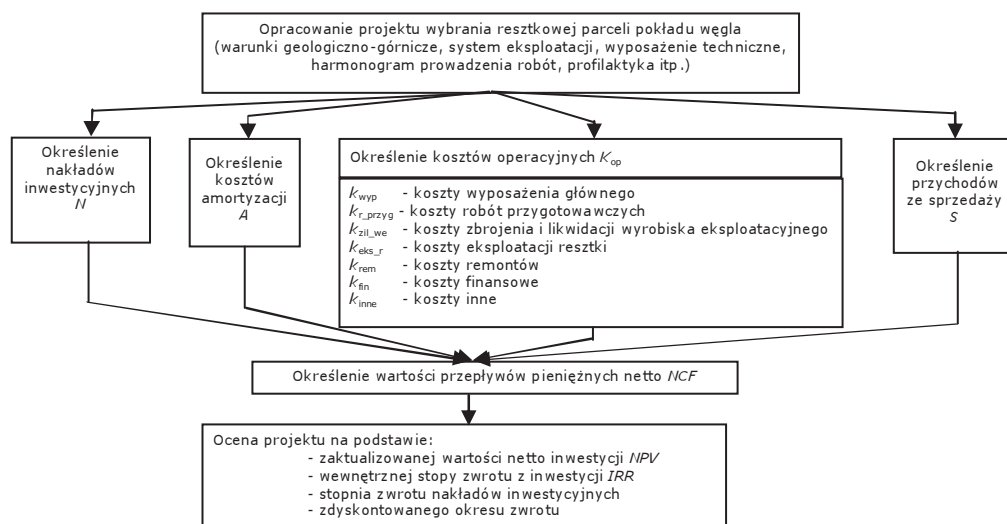 Opracowanie projektu wybrania resztkowej parceli pokładu węgla
(warunki geologiczno-górnicze, system eksploatacji, wyposażenie techniczne,
harmonogram prowadzenia robót, profilaktyka itp.)
Określenie
nakładów
inwestycyjnych
N
Określenie
kosztów
amortyzacji
A
Określenie kosztów operacyjnych Kop
kwyp - koszty wyposażenia głównego
kr_przyg - koszty robót przygotowawczych
kzil_we - koszty zbrojenia i likwidacji wyrobiska eksploatacyjnego
keks_r - koszty eksploatacji resztki
krem - koszty remontów
kfin - koszty finansowe
kinne - koszty inne
Określenie
przychodów
ze sprzedaży
S
Określenie wartości przepływów pieniężnych netto NCF
Ocena projektu na podstawie:
- zaktualizowanej wartości netto inwestycji NPV
- wewnętrznej stopy zwrotu z inwestycji IRR
- stopnia zwrotu nakładów inwestycyjnych
- zdyskontowanego okresu zwrotu